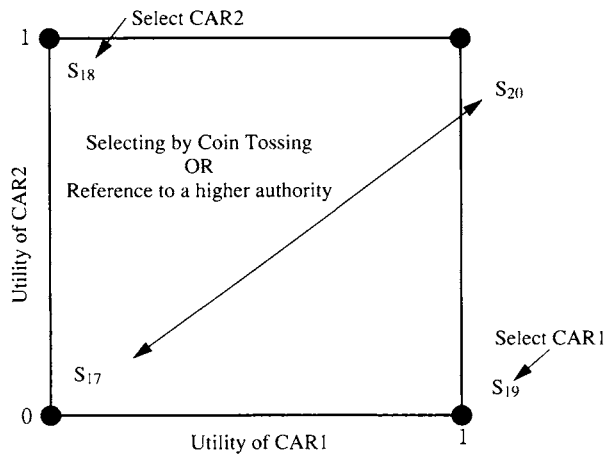 Select CAR2
1
S18
S20
Selecting by Coin Tossing
OR
Reference to a higher authority
Utility of CAR2
Select CAR1
S17
S19
0
Utility of CAR1
1